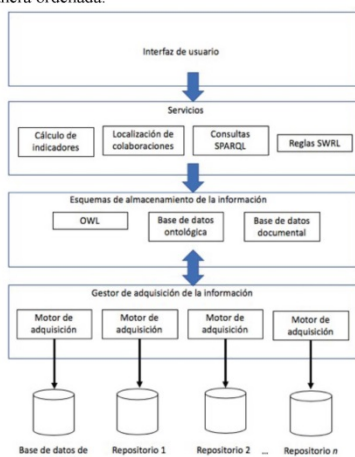 ordenada.
Interfaz de usuario
Servicios
Cálculo de
indicadores
Localización de
colaboraciones
Consultas
SPARQL
Reglas SWRL
Esquemas de almacenamiento de la información
OWL
Base de datos
ontológica
Base de datos
documental
Gestor de adquisición de la información
Motor de
adquisición
Motor de
adquisición
Motor de
adquisición
Motor de
adquisición
Base de datos de
Repositorio 1
Repositorio 2
...
Repositorio n